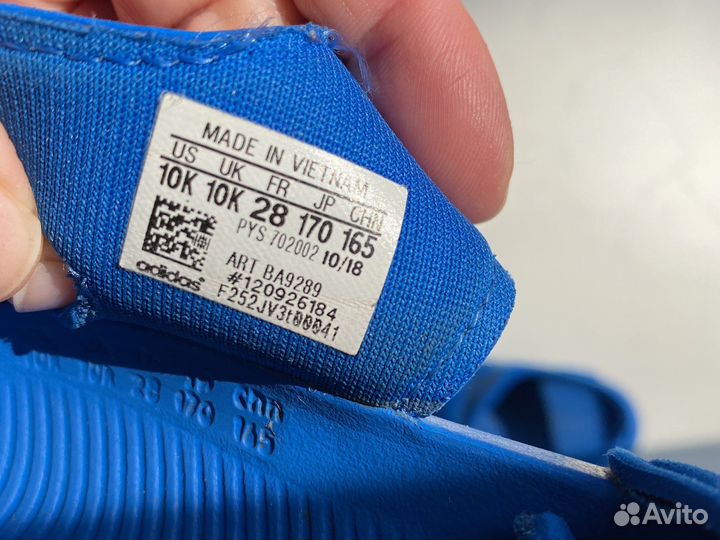 MADE IN VIETNAM
US UK FR JP CHN
10K 10K 28 170 165
PYS 702002 10/18
ART BA9289
#120926184
adidas
28 170 165
chn
Avito